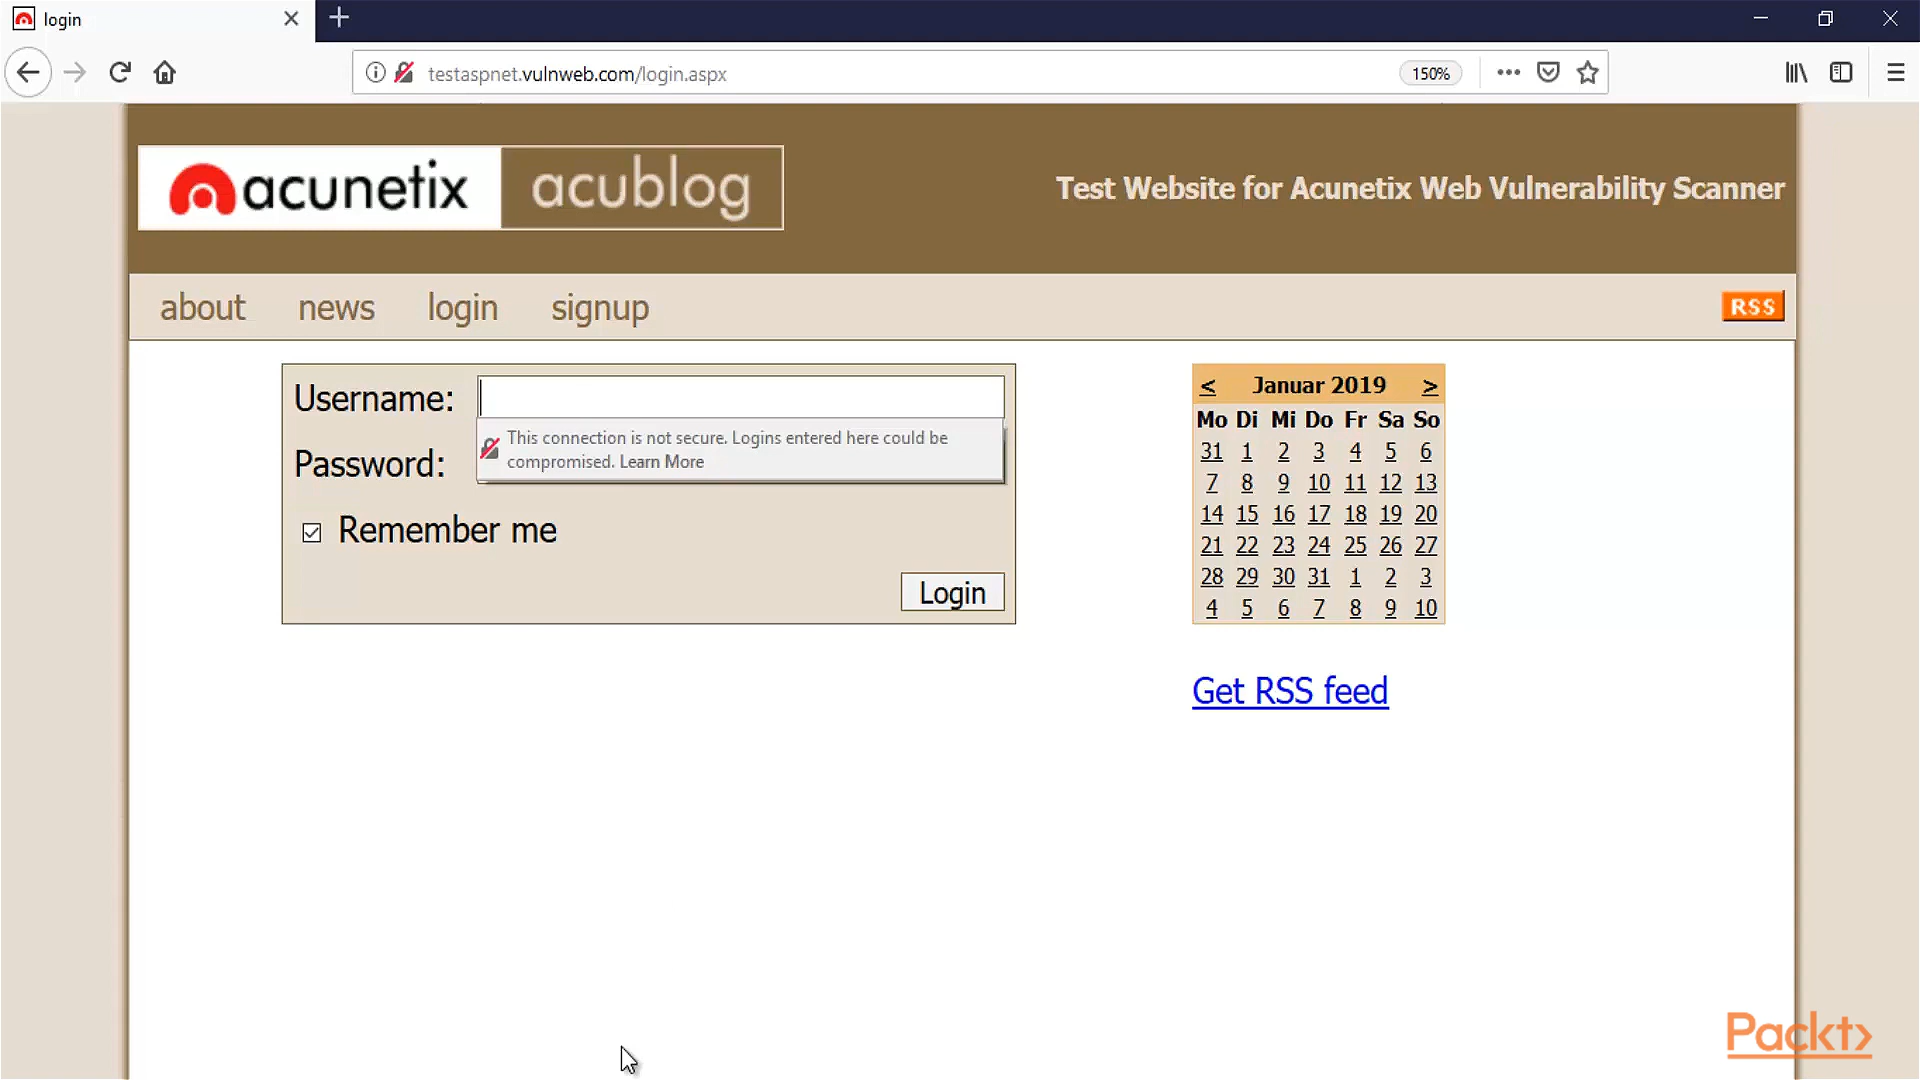 login
testaspnet.vulnweb.com/login.aspx
150%
acunetix acublog
Test Website for Acunetix Web Vulnerability Scanner
about news login signup
RSS
Username:
This connection is not secure. Logins entered here could be
compromised. Learn More
Password:
Remember me
Login
< Januar 2019 >
Mo Di Mi Do Fr Sa So
31 1 2 3 4 5 6
7 8 9 10 11 12 13
14 15 16 17 18 19 20
21 22 23 24 25 26 27
28 29 30 31 1 2 3
4 5 6 7 8 9 10
Get RSS feed
Packt>